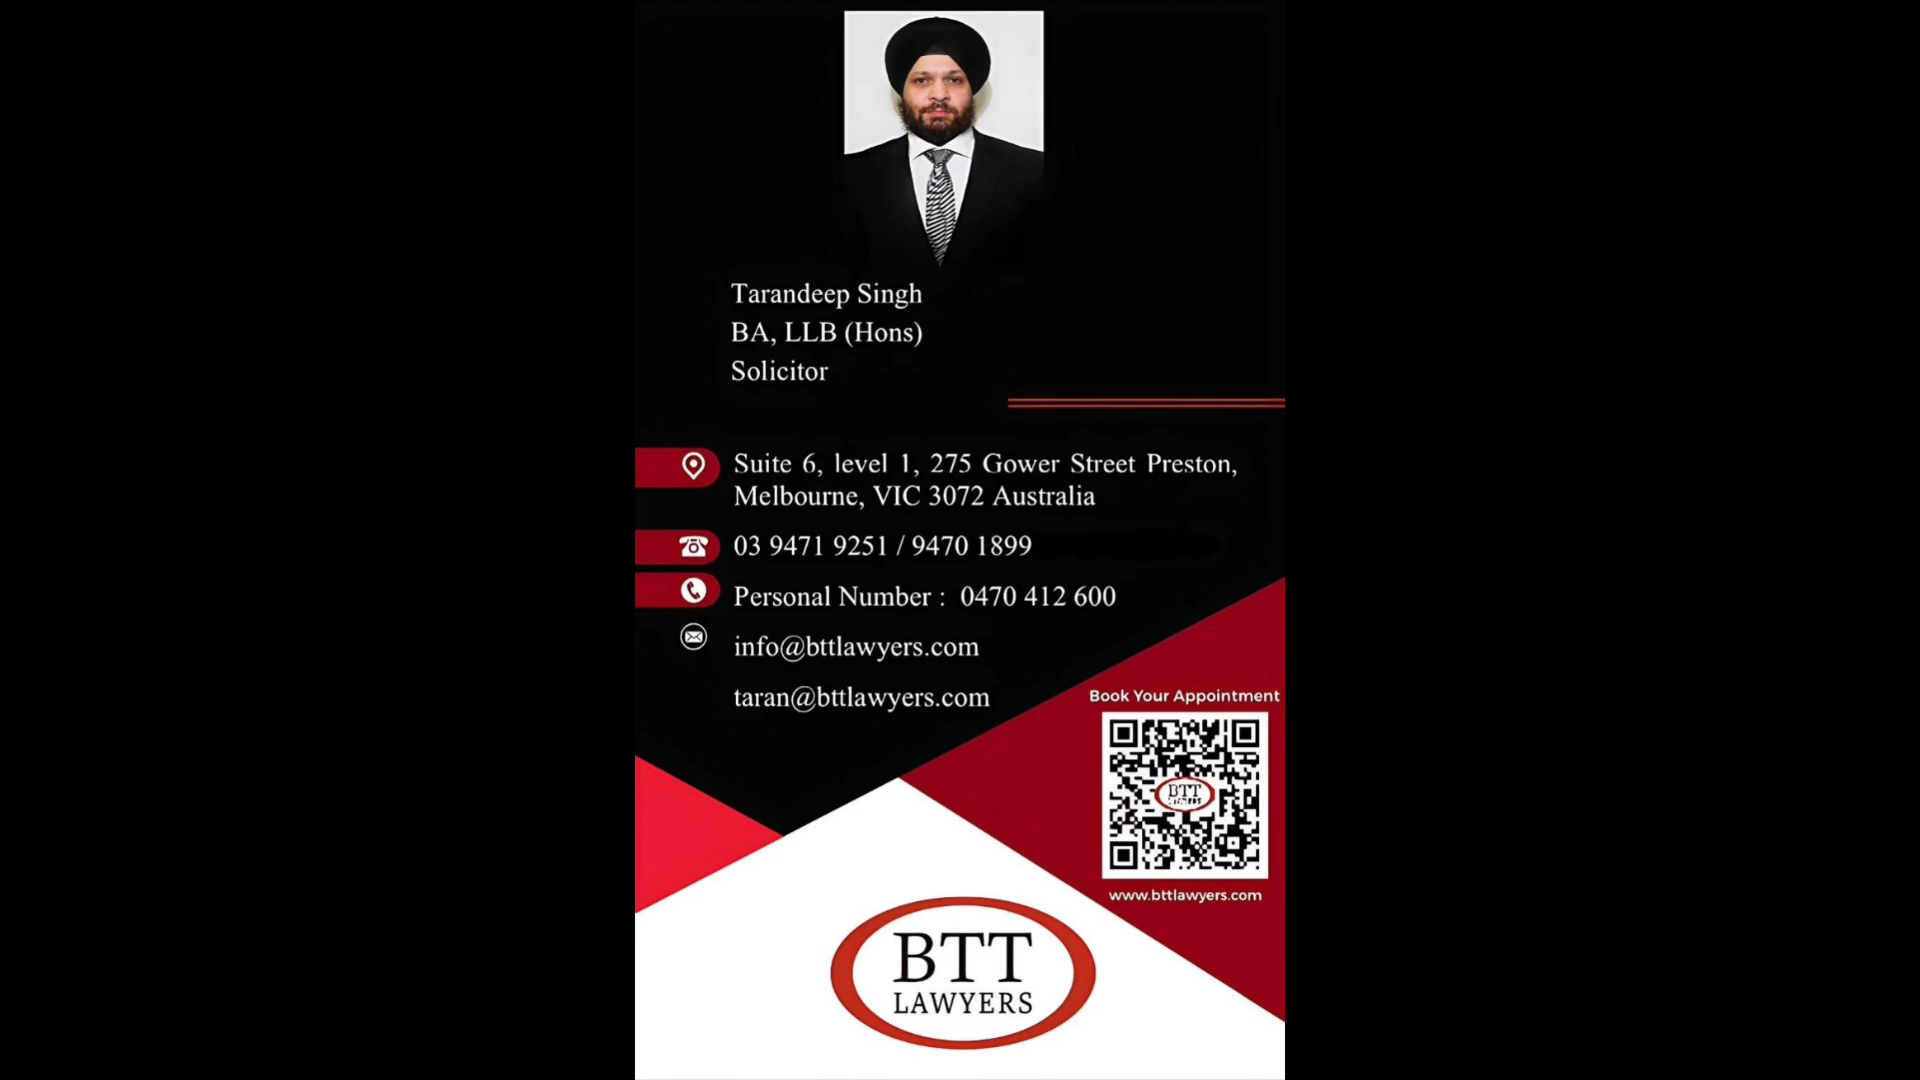 Tarandeep Singh
BA, LLB (Hons)
Solicitor
Suite 6, level 1, 275 Gower Street Preston,
Melbourne, VIC 3072 Australia
03 9471 9251 / 9470 1899
Personal Number : 0470 412 600
info@bttlawyers.com
taran@bttlawyers.com
Book Your Appointment
BTT
LAWYERS
www.bttlawyers.com
BTT
LAWYERS